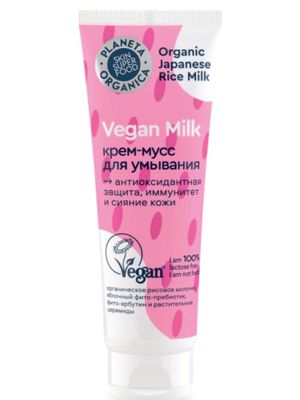 PLANETA
ORGANICA
SKIN
SUPER
FOOD
Organic
Japanese
Rice Milk
Vegan Milk
крем-мусс
для умывания
→ антиоксидантная
защита, иммунитет
и сияние кожи
Vegan
I am 100%
lactose free
I am not food
органическое рисовое молочко,
яблочный фито-пребиотик,
фито-арбутин и растительные
церамиды